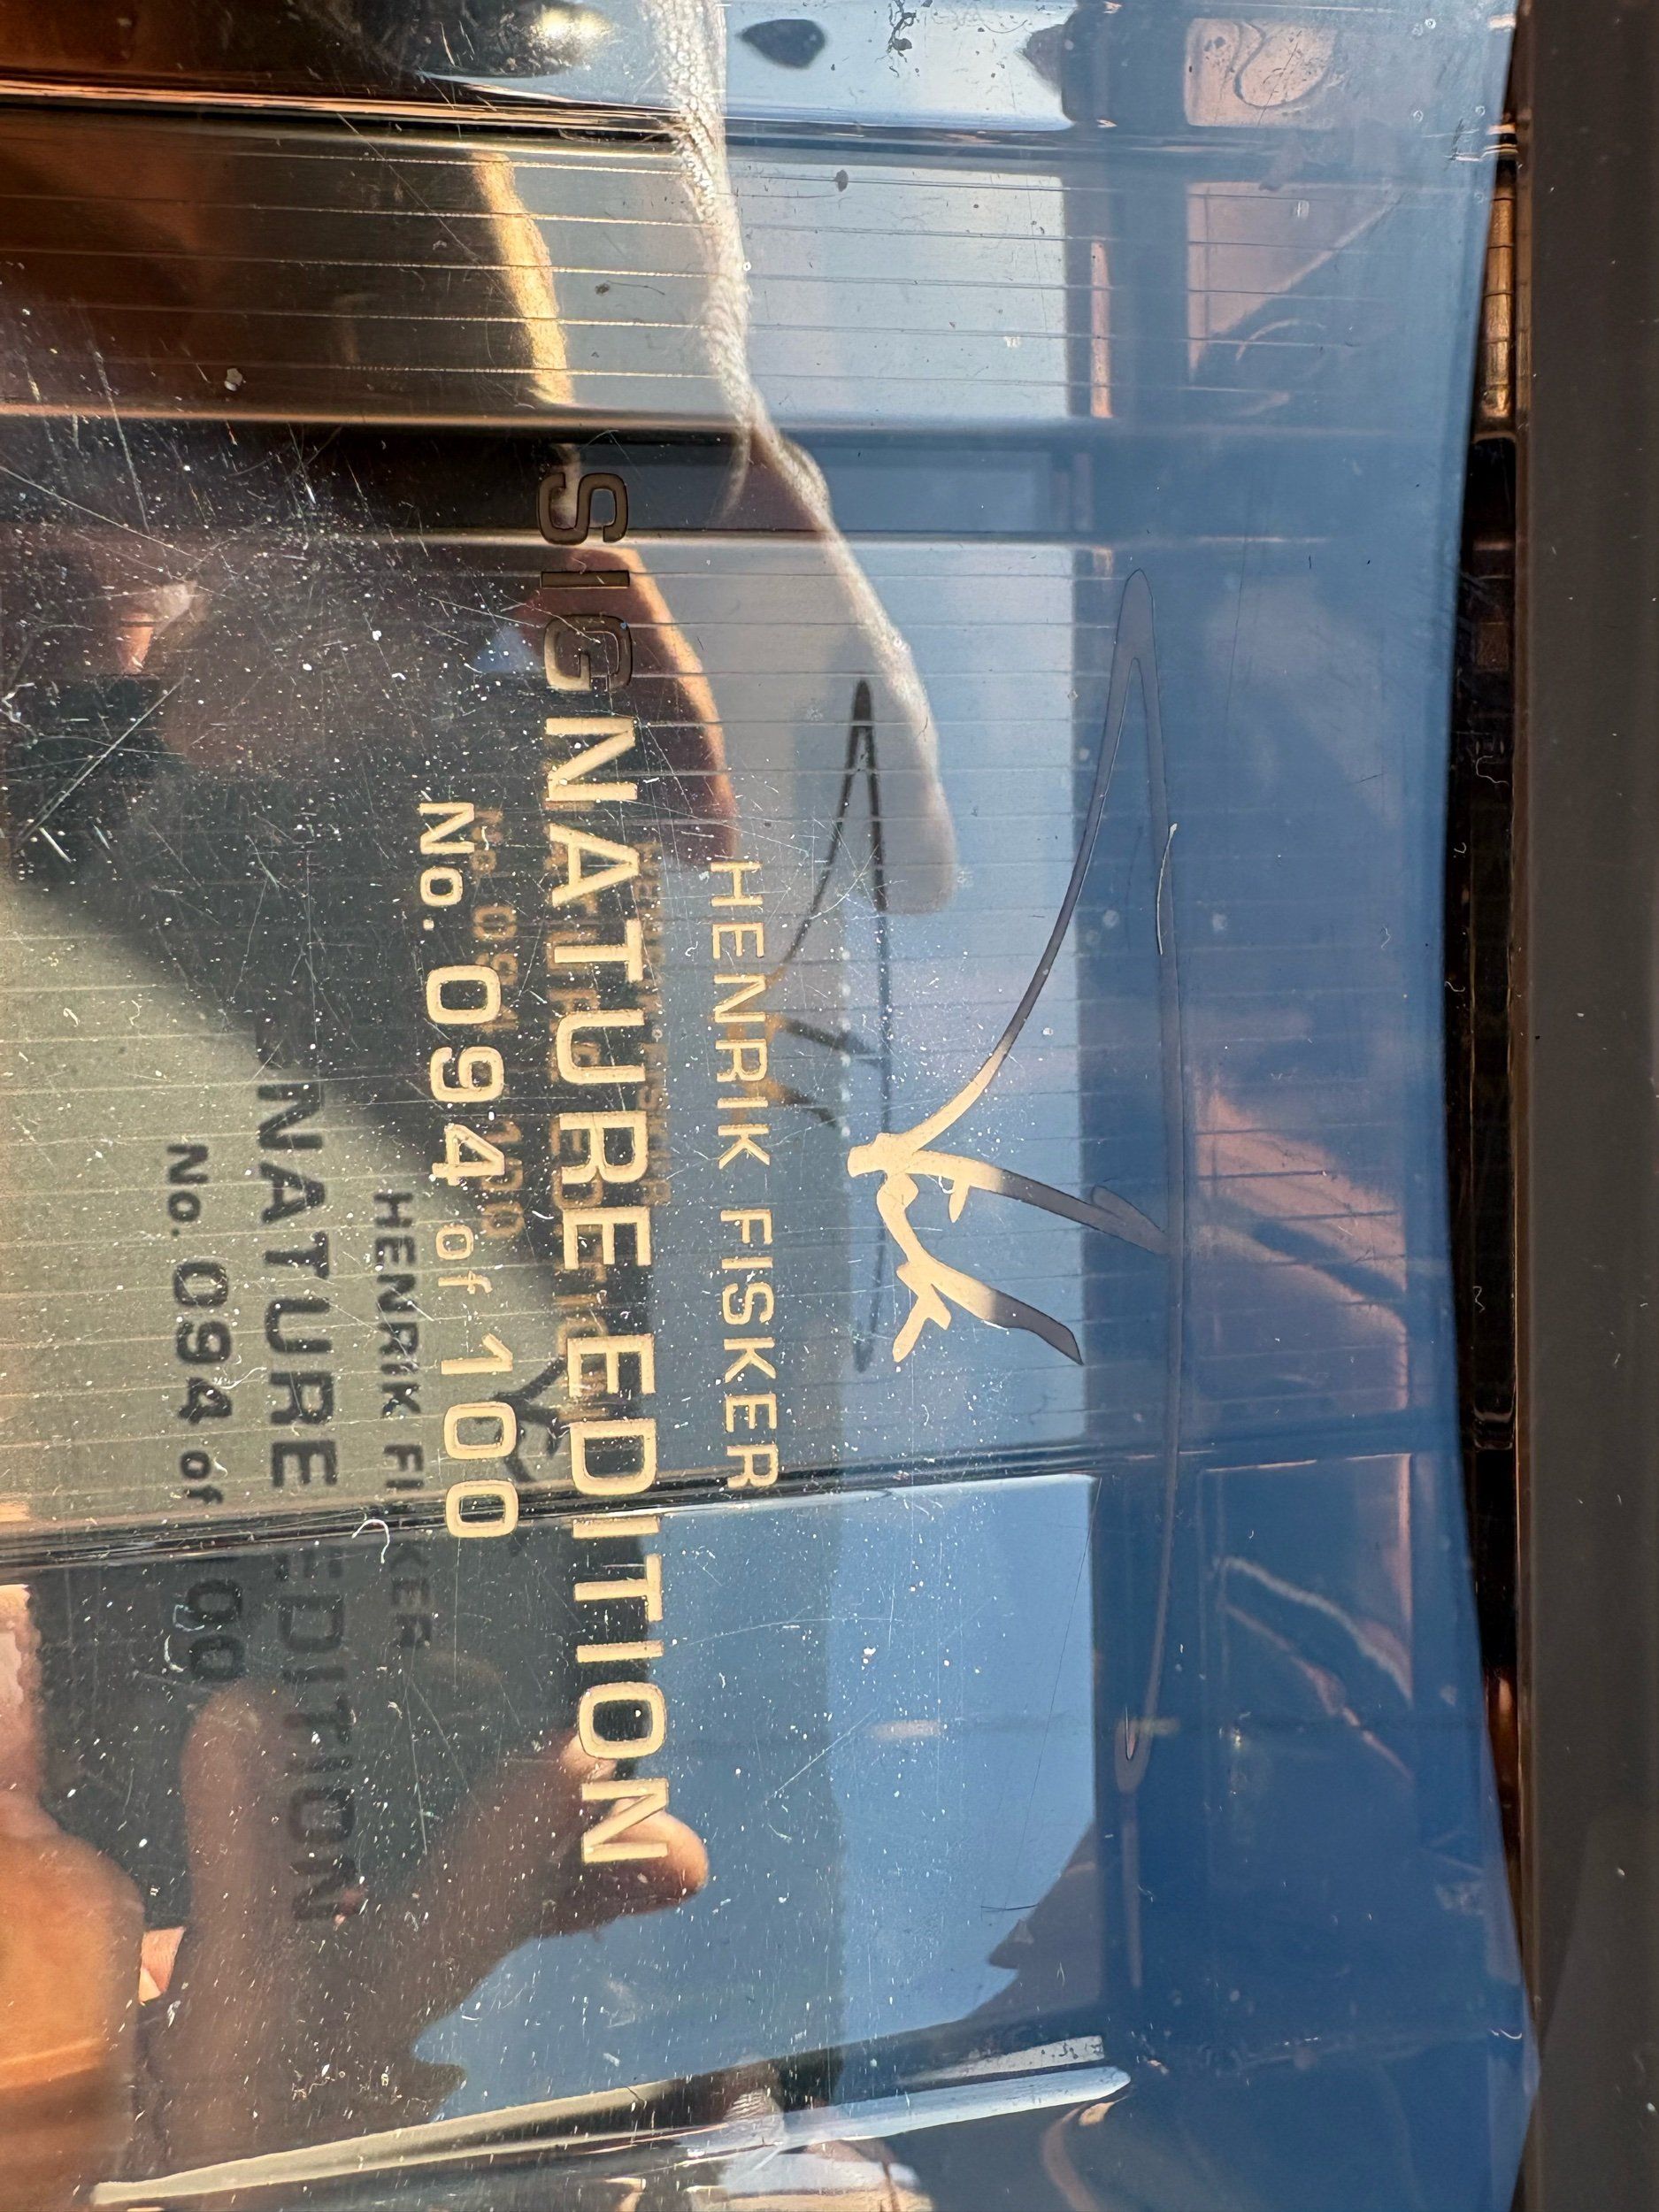 HENRIK FISKER
SIGNATURE EDITION
No. 094 of 100